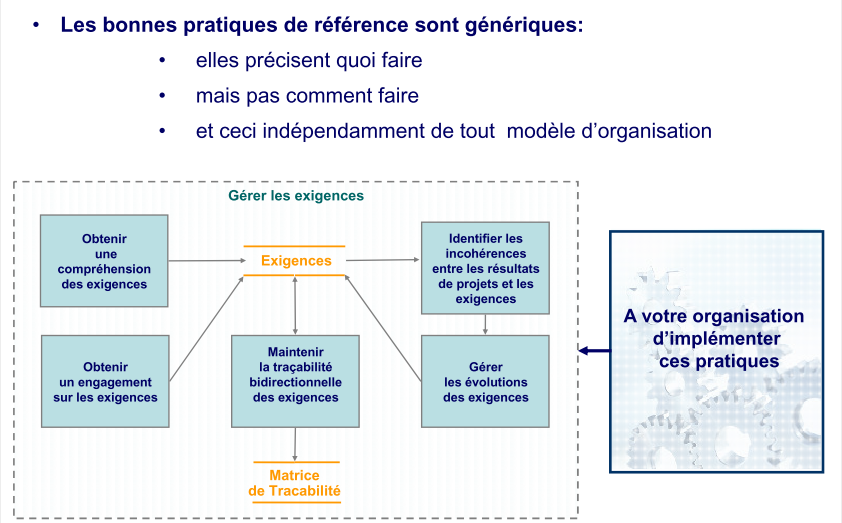 • Les bonnes pratiques de référence sont génériques:
• elles précisent quoi faire
• mais pas comment faire
• et ceci indépendamment de tout modèle d’organisation
Gérer les exigences
Obtenir
une
compréhension
des exigences
Exigences
Identifier les
incohérences
entre les résultats
de projets et les
exigences
Obtenir
un engagement
sur les exigences
Maintenir
la traçabilité
bidirectionnelle
des exigences
Gérer
les évolutions
des exigences
Matrice
de Tracabilité
A votre organisation
d’implémenter
ces pratiques